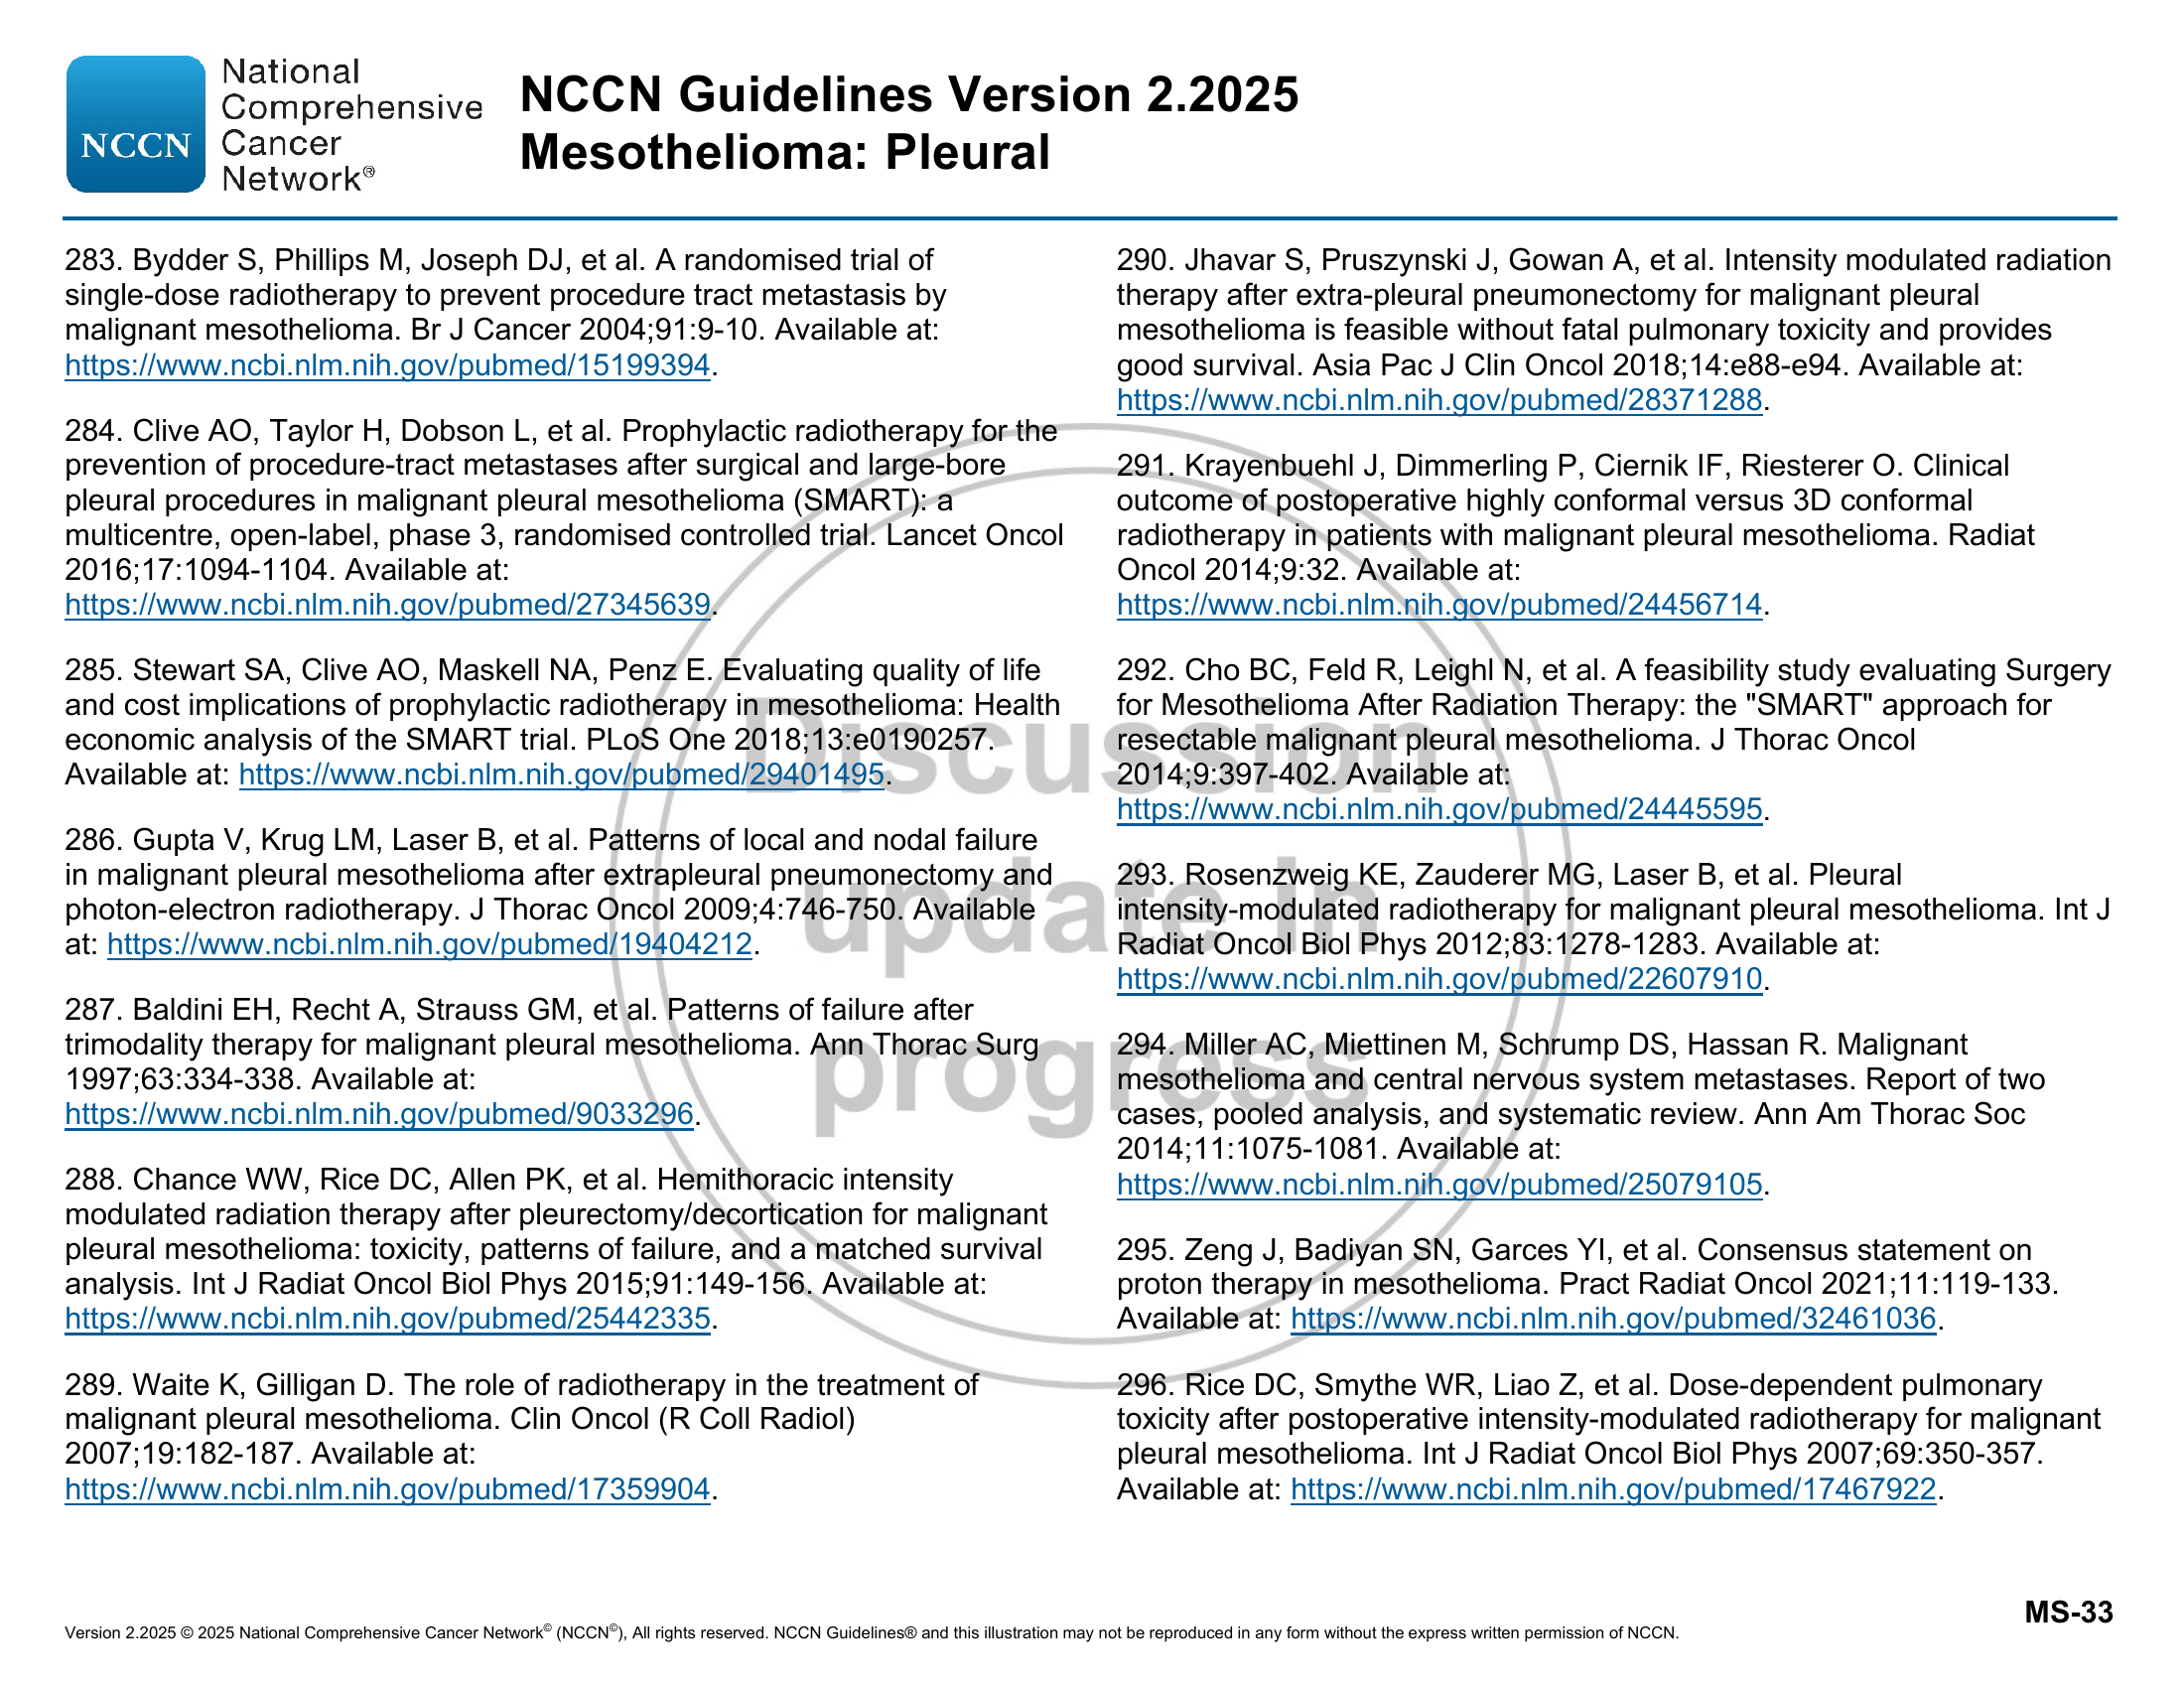 NCCN
National
Comprehensive
Cancer
Network®
NCCN Guidelines Version 2.2025
Mesothelioma: Pleural
283. Bydder S, Phillips M, Joseph DJ, et al. A randomised trial of
single-dose radiotherapy to prevent procedure tract metastasis by
malignant mesothelioma. Br J Cancer 2004;91:9-10. Available at:
https://www.ncbi.nlm.nih.gov/pubmed/15199394.
284. Clive AO, Taylor H, Dobson L, et al. Prophylactic radiotherapy for the
prevention of procedure-tract metastases after surgical and large-bore
pleural procedures in malignant pleural mesothelioma (SMART): a
multicentre, open-label, phase 3, randomised controlled trial. Lancet Oncol
2016;17:1094-1104. Available at:
https://www.ncbi.nlm.nih.gov/pubmed/27345639.
285. Stewart SA, Clive AO, Maskell NA, Penz E. Evaluating quality of life
and cost implications of prophylactic radiotherapy in mesothelioma: Health
economic analysis of the SMART trial. PLoS One 2018;13:e0190257.
Available at: https://www.ncbi.nlm.nih.gov/pubmed/29401495.
286. Gupta V, Krug LM, Laser B, et al. Patterns of local and nodal failure
in malignant pleural mesothelioma after extrapleural pneumonectomy and
photon-electron radiotherapy. J Thorac Oncol 2009;4:746-750. Available
at: https://www.ncbi.nlm.nih.gov/pubmed/19404212.
287. Baldini EH, Recht A, Strauss GM, et al. Patterns of failure after
trimodality therapy for malignant pleural mesothelioma. Ann Thorac Surg
1997;63:334-338. Available at:
https://www.ncbi.nlm.nih.gov/pubmed/9033296.
288. Chance WW, Rice DC, Allen PK, et al. Hemithoracic intensity
modulated radiation therapy after pleurectomy/decortication for malignant
pleural mesothelioma: toxicity, patterns of failure, and a matched survival
analysis. Int J Radiat Oncol Biol Phys 2015;91:149-156. Available at:
https://www.ncbi.nlm.nih.gov/pubmed/25442335.
289. Waite K, Gilligan D. The role of radiotherapy in the treatment of
malignant pleural mesothelioma. Clin Oncol (R Coll Radiol)
2007;19:182-187. Available at:
https://www.ncbi.nlm.nih.gov/pubmed/17359904.
290. Jhavar S, Pruszynski J, Gowan A, et al. Intensity modulated radiation
therapy after extra-pleural pneumonectomy for malignant pleural
mesothelioma is feasible without fatal pulmonary toxicity and provides
good survival. Asia Pac J Clin Oncol 2018;14:e88-e94. Available at:
https://www.ncbi.nlm.nih.gov/pubmed/28371288.
291. Krayenbuehl J, Dimmerling P, Ciernik IF, Riesterer O. Clinical
outcome of postoperative highly conformal versus 3D conformal
radiotherapy in patients with malignant pleural mesothelioma. Radiat
Oncol 2014;9:32. Available at:
https://www.ncbi.nlm.nih.gov/pubmed/24456714.
292. Cho BC, Feld R, Leighl N, et al. A feasibility study evaluating Surgery
for Mesothelioma After Radiation Therapy: the "SMART" approach for
resectable malignant pleural mesothelioma. J Thorac Oncol
2014;9:397-402. Available at:
https://www.ncbi.nlm.nih.gov/pubmed/24445595.
293. Rosenzweig KE, Zauderer MG, Laser B, et al. Pleural
intensity-modulated radiotherapy for malignant pleural mesothelioma. Int J
Radiat Oncol Biol Phys 2012;83:1278-1283. Available at:
https://www.ncbi.nlm.nih.gov/pubmed/22607910.
294. Miller AC, Miettinen M, Schrump DS, Hassan R. Malignant
mesothelioma and central nervous system metastases. Report of two
cases, pooled analysis, and systematic review. Ann Am Thorac Soc
2014;11:1075-1081. Available at:
https://www.ncbi.nlm.nih.gov/pubmed/25079105.
295. Zeng J, Badiyan SN, Garces YI, et al. Consensus statement on
proton therapy in mesothelioma. Pract Radiat Oncol 2021;11:119-133.
Available at: https://www.ncbi.nlm.nih.gov/pubmed/32461036.
296. Rice DC, Smythe WR, Liao Z, et al. Dose-dependent pulmonary
toxicity after postoperative intensity-modulated radiotherapy for malignant
pleural mesothelioma. Int J Radiat Oncol Biol Phys 2007;69:350-357.
Available at: https://www.ncbi.nlm.nih.gov/pubmed/17467922.
Discussion
update in
progress
MS-33
Version 2.2025 © 2025 National Comprehensive Cancer Network© (NCCN©), All rights reserved. NCCN Guidelines® and this illustration may not be reproduced in any form without the express written permission of NCCN.